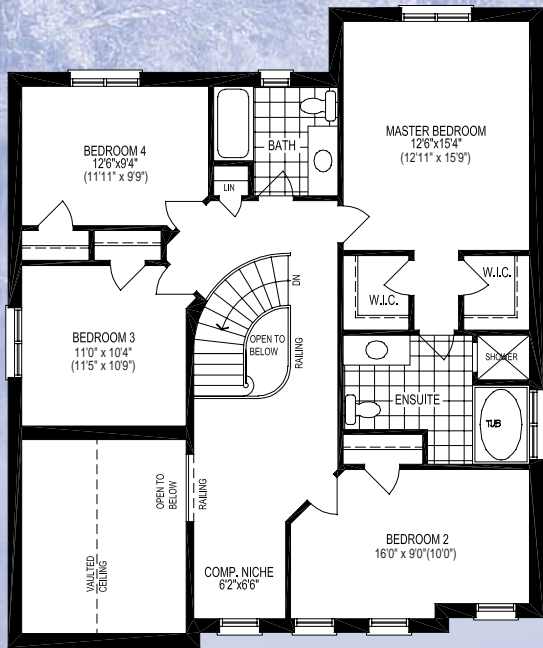 MASTER BEDROOM
12'6"x15'4"
(12'11" x 15'9")
BEDROOM 4
12'6"x9'4"
(11'11" x 9'9")
BATH
LIN
W.I.C.
W.I.C.
DN
OPEN TO
BELOW
RAILING
SHOWER
BEDROOM 3
11'0" x 10'4"
(11'5" x 10'9")
ENSUITE
TUB
OPEN TO
BELOW
RAILING
VAULTED
CEILING
COMP. NICHE
6'2"x6'6"
BEDROOM 2
16'0" x 9'0"(10'0")